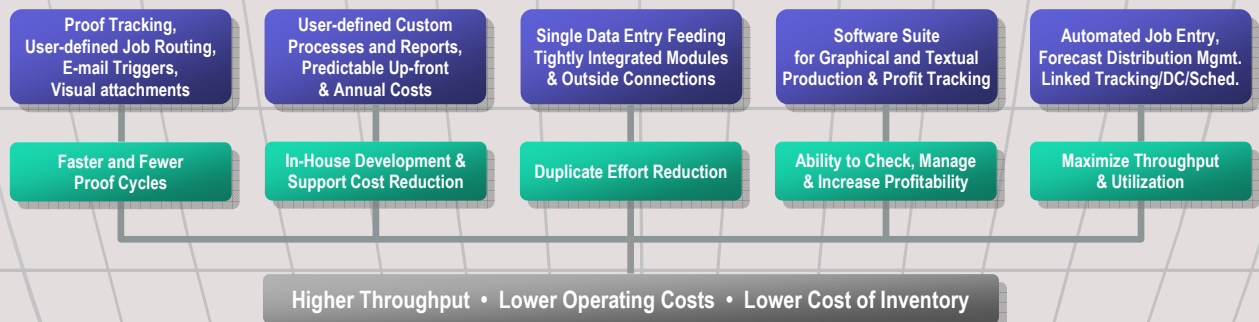 Proof Tracking,
User-defined Job Routing,
E-mail Triggers,
Visual attachments
User-defined Custom
Processes and Reports,
Predictable Up-front
& Annual Costs
Single Data Entry Feeding
Tightly Integrated Modules
& Outside Connections
Software Suite
for Graphical and Textual
Production & Profit Tracking
Automated Job Entry,
Forecast Distribution Mgmt.
Linked Tracking/DC/Sched.
Faster and Fewer
Proof Cycles
In-House Development &
Support Cost Reduction
Duplicate Effort Reduction
Ability to Check, Manage
& Increase Profitability
Maximize Throughput
& Utilization
Higher Throughput • Lower Operating Costs • Lower Cost of Inventory